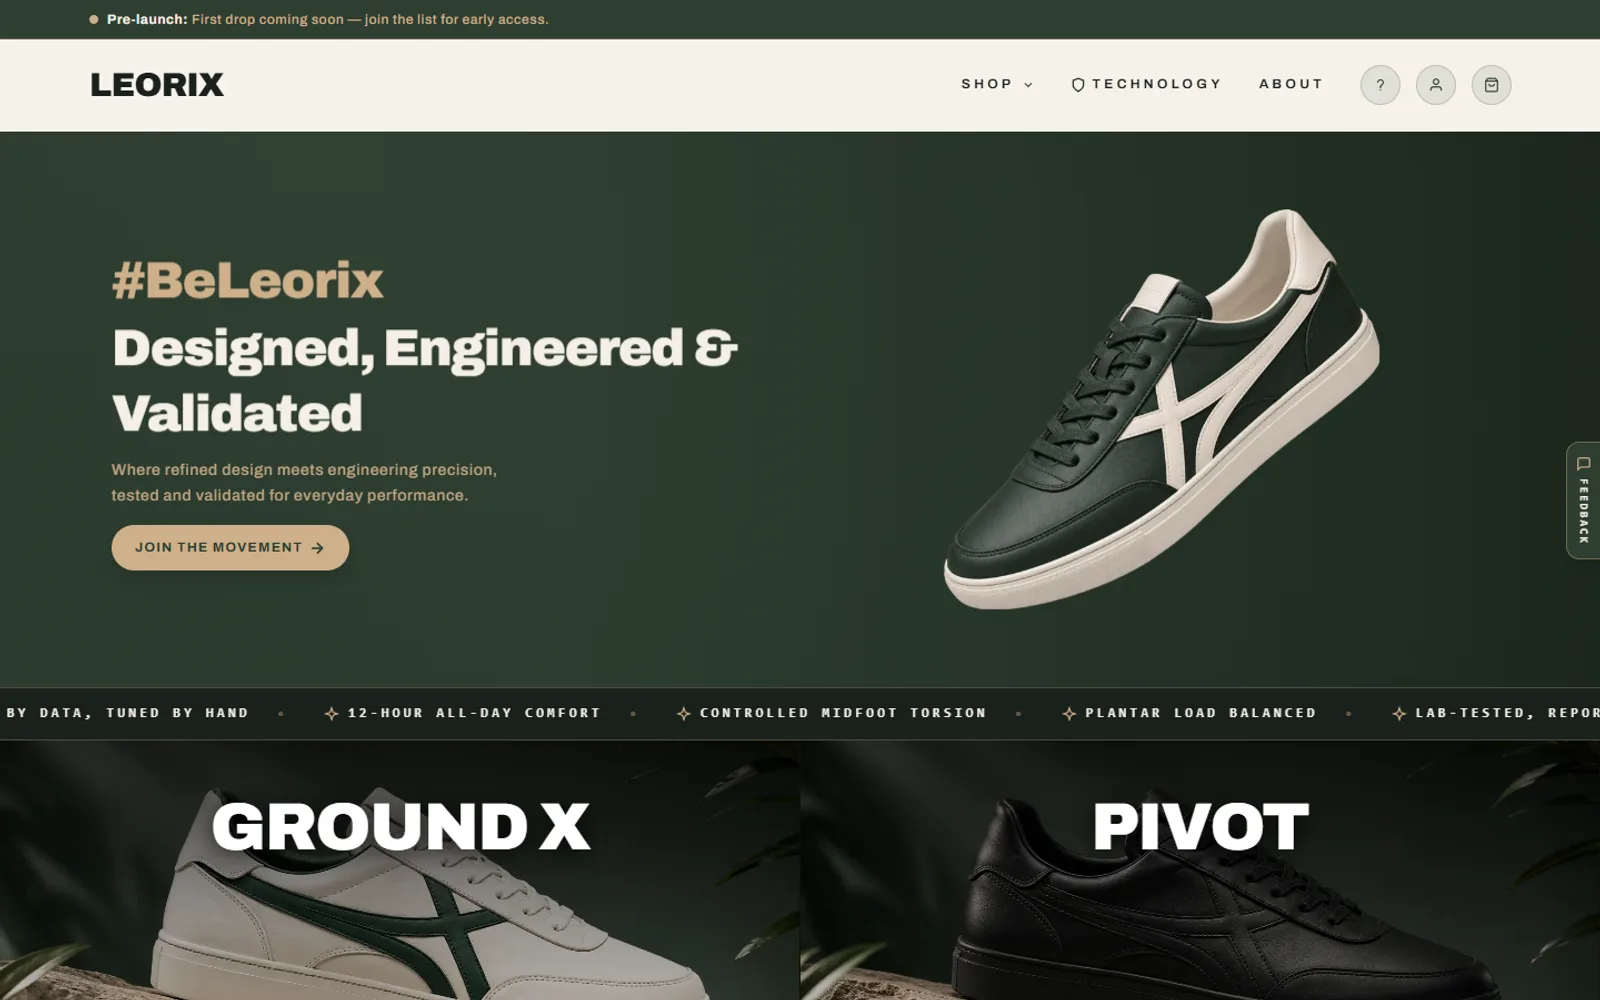 Pre-launch: First drop coming soon — join the list for early access.
LEORIX
SHOP
TECHNOLOGY
ABOUT
?
#BeLeorix
Designed, Engineered &
Validated
Where refined design meets engineering precision,
tested and validated for everyday performance.
JOIN THE MOVEMENT →
FEEDBACK
BY DATA, TUNED BY HAND • 12-HOUR ALL-DAY COMFORT • CONTROLLED MIDFOOT TORSION • PLANTAR LOAD BALANCED • LAB-TESTED,
GROUND X
PIVOT